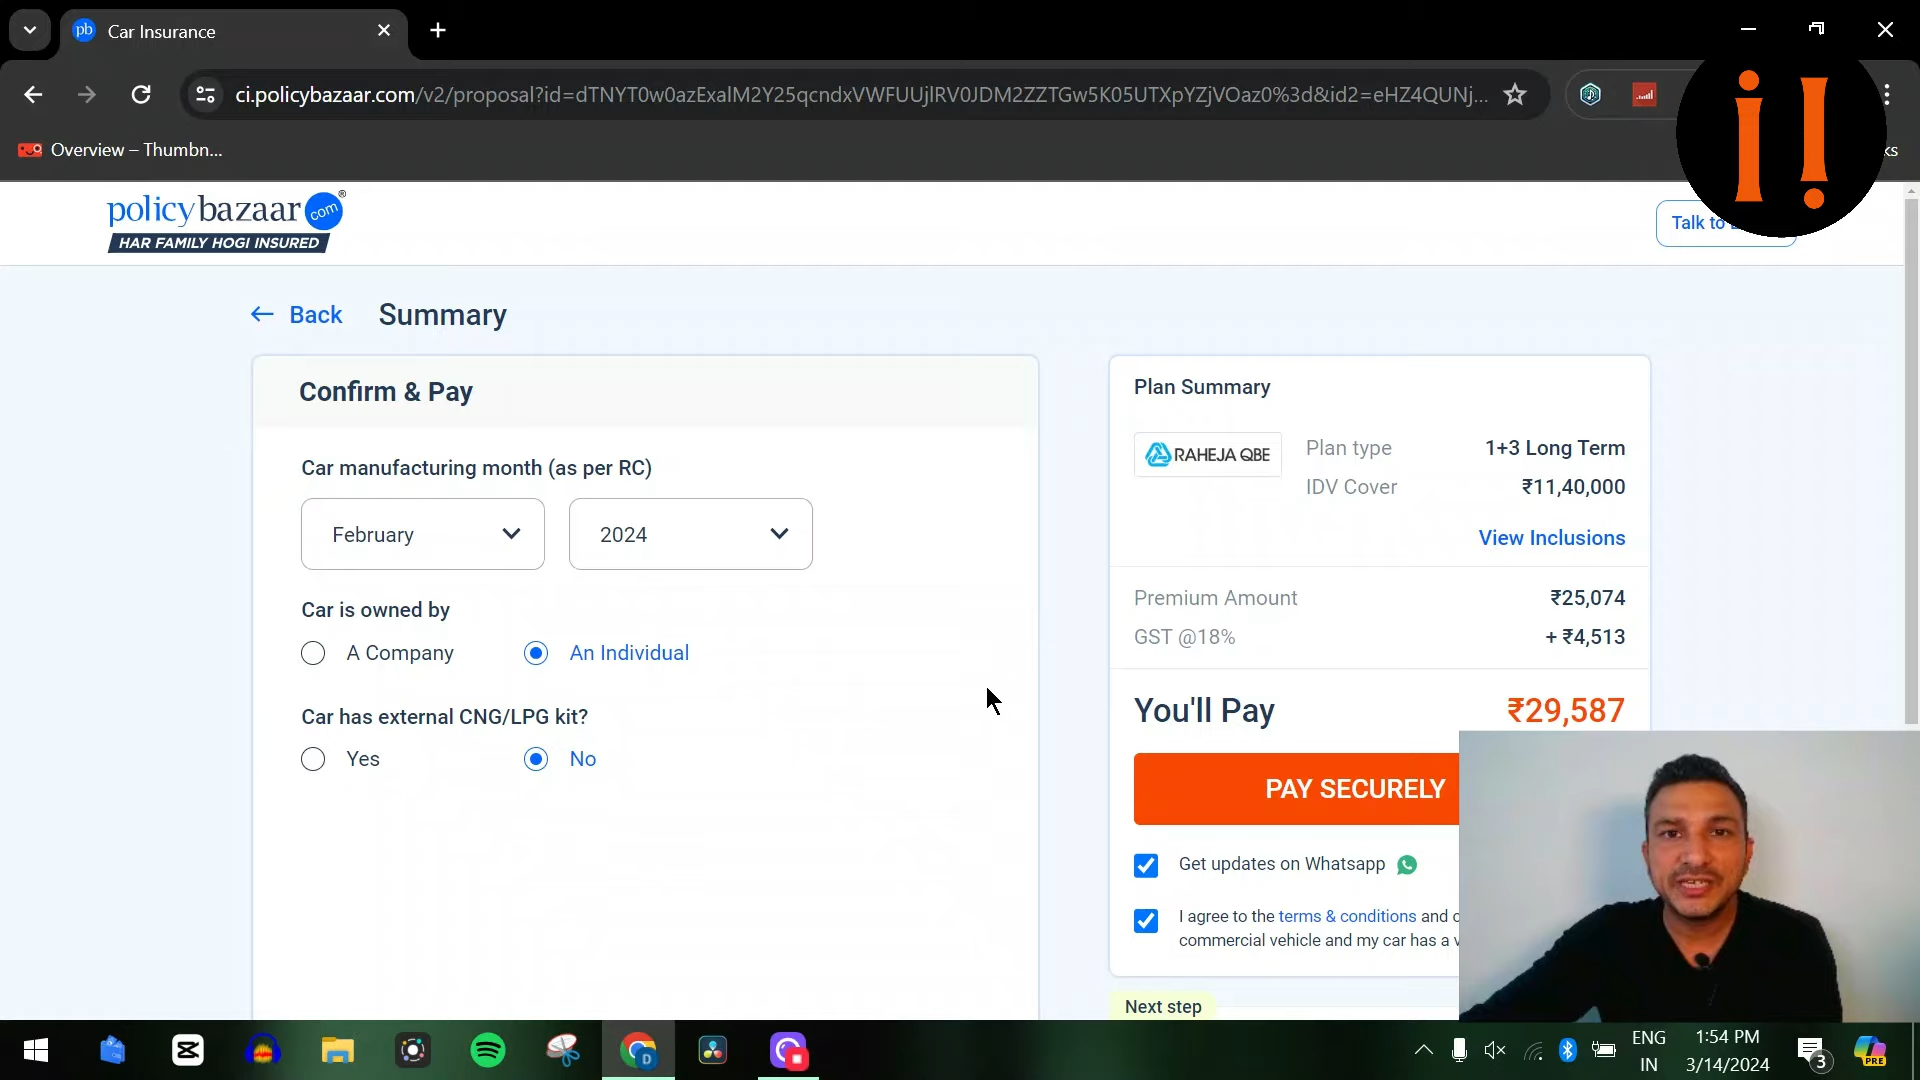 pb Car Insurance
ci.policybazaar.com/v2/proposal?id=dTNYT0w0azExalM2Y25qcndxVWFUUjlRV0JDM2ZZTGw5K05UTXpYZjVOaz0%3d&id2=eHZ4QUNj...
Overview – Thumbn...
ks
policybazaar com ®
HAR FAMILY HOGI INSURED
Talk to
Back Summary
Confirm & Pay
Car manufacturing month (as per RC)
February 2024
Car is owned by
A Company An Individual
Car has external CNG/LPG kit?
Yes No
Plan Summary
RAHEJA QBE
Plan type 1+3 Long Term
IDV Cover ₹11,40,000
View Inclusions
Premium Amount ₹25,074
GST @18% + ₹4,513
You'll Pay ₹29,587
PAY SECURELY
Get updates on Whatsapp
I agree to the terms & conditions and
commercial vehicle and my car has a
Next step
ENG
IN
1:54 PM
3/14/2024
3
PRE